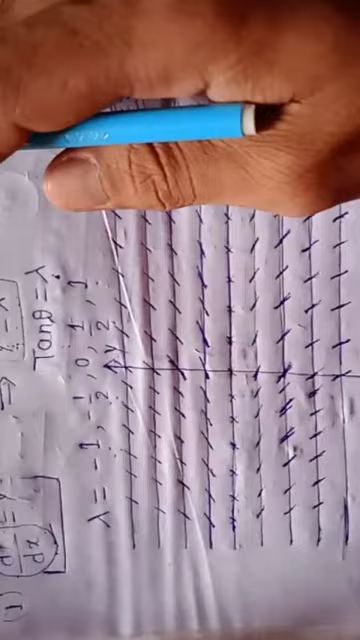 (1) dy/dx = y ⇒ = λ
Tanθ = λ
λ = -1, -1/2, 0, 1/2, 1
y